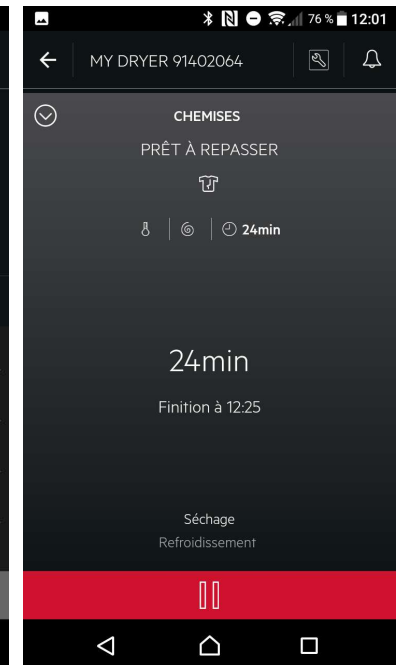 76 % 12:01
MY DRYER 91402064
CHEMISES
PRÊT À REPASSER
24min
24min
Finition à 12:25
Séchage
Refroidissement